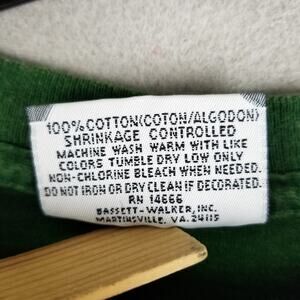 100% COTTON(COTON/ALGODON)
SHRINKAGE CONTROLLED
MACHINE WASH WARM WITH LIKE
COLORS TUMBLE DRY LOW ONLY
NON-CHLORINE BLEACH WHEN NEEDED.
DO NOT IRON OR DRY CLEAN IF DECORATED.
RN 14666
BASSETT-WALKER, INC.
MARTINSVILLE, VA. 24115